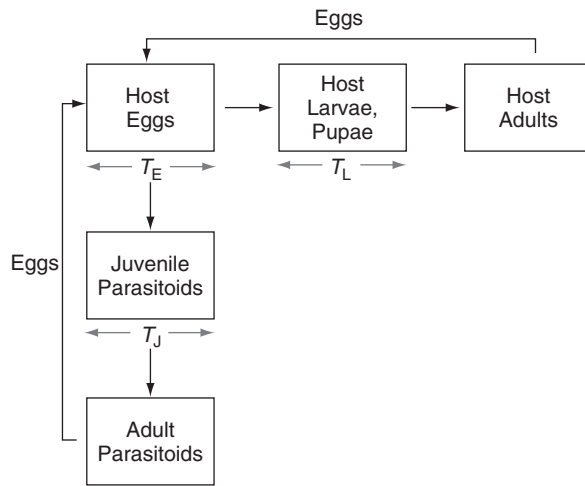 Eggs
Host
Eggs
Host
Larvae,
Pupae
Host
Adults
T_E
T_L
Eggs
Juvenile
Parasitoids
T_J
Adult
Parasitoids